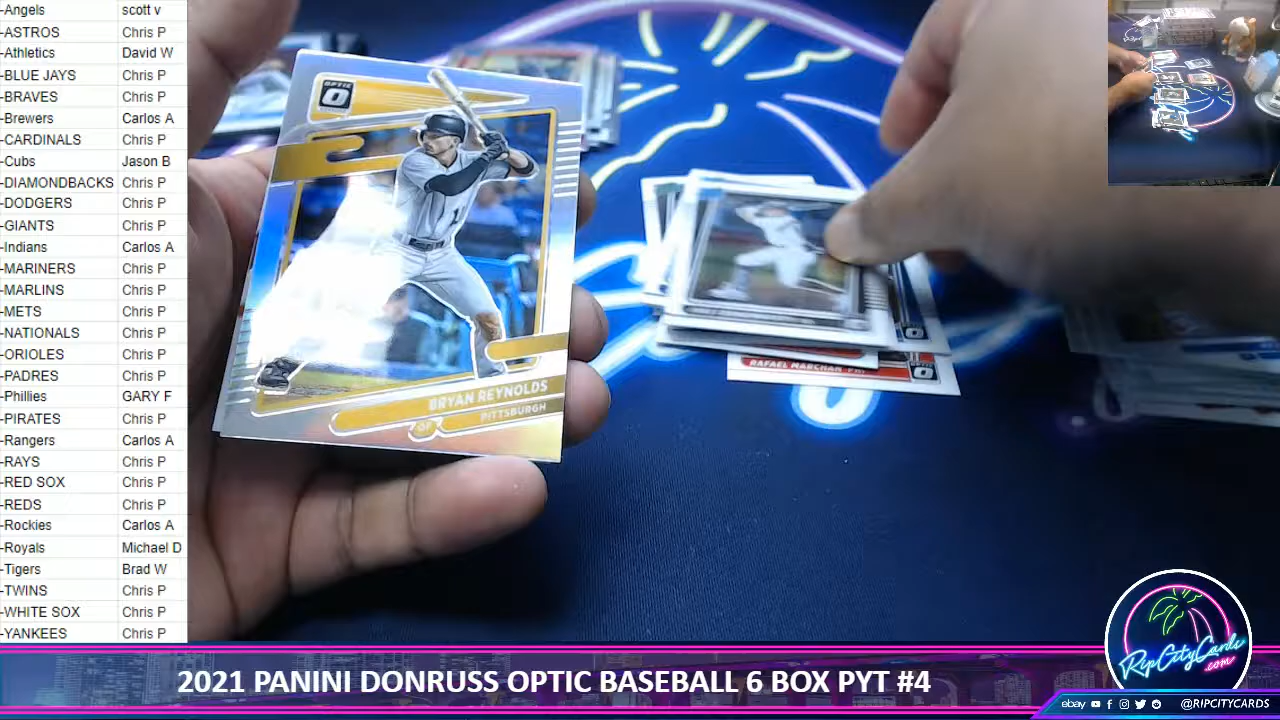 -Angels scott v
-ASTROS Chris P
-Athletics David W
-BLUE JAYS Chris P
-BRAVES Chris P
-Brewers Carlos A
-CARDINALS Chris P
-Cubs Jason B
-DIAMONDBACKS Chris P
-DODGERS Chris P
-GIANTS Chris P
-Indians Carlos A
-MARINERS Chris P
-MARLINS Chris P
-METS Chris P
-NATIONALS Chris P
-ORIOLES Chris P
-PADRES Chris P
-Phillies GARY F
-PIRATES Chris P
-Rangers Carlos A
-RAYS Chris P
-RED SOX Chris P
-REDS Chris P
-Rockies Carlos A
-Royals Michael D
-Tigers Brad W
-TWINS Chris P
-WHITE SOX Chris P
-YANKEES Chris P
OPTIC
O
BRYAN REYNOLDS
PITTSBURGH
OF
RAFAEL MARCHAN
2021 PANINI DONRUSS OPTIC BASEBALL 6 BOX PYT #4
RipCityCards
.com
ebay @RIPCITYCARDS